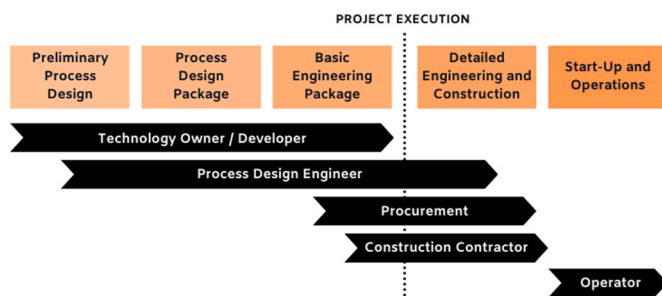 PROJECT EXECUTION
Preliminary
Process
Design
Process
Design
Package
Basic
Engineering
Package
Detailed
Engineering and
Construction
Start-Up and
Operations
Technology Owner / Developer
Process Design Engineer
Procurement
Construction Contractor
Operator